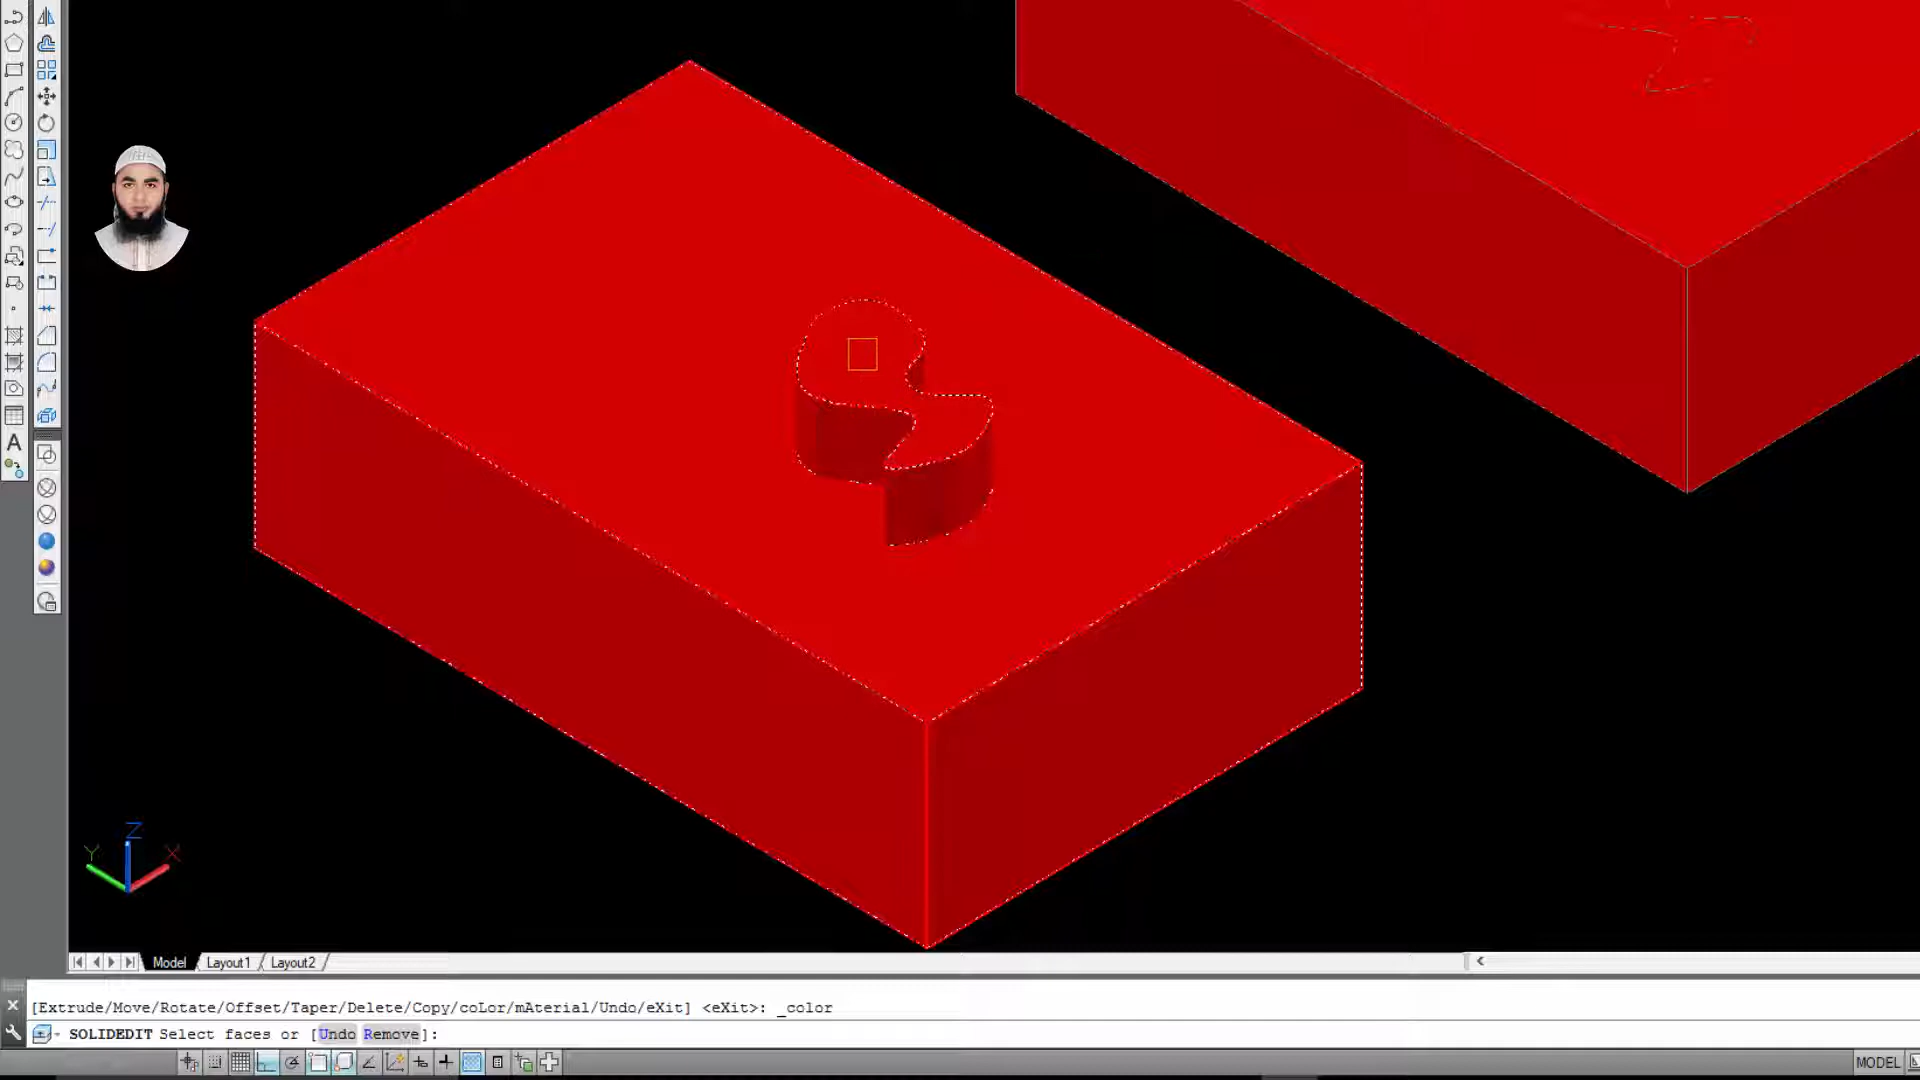 A
Z
Y
X
Model
Layout1
Layout2
[Extrude/Move/Rotate/Offset/Taper/Delete/Copy/coLor/mAterial/Undo/eXit] <eXit>: _color
SOLIDEDIT Select faces or [Undo Remove]:
MODEL